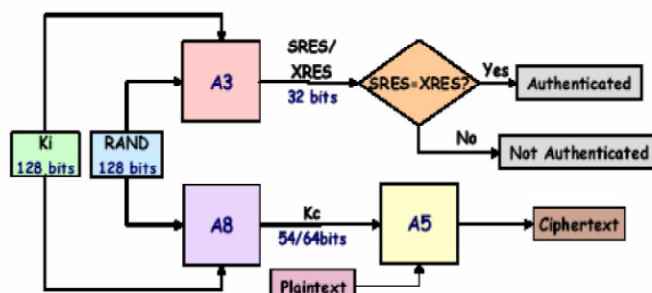 SRES/
XRES
32 bits
A3
SRES=XRES?
Yes
Authenticated
No
Not Authenticated
Ki
128 bits
RAND
128 bits
A8
Kc
54/64bits
A5
Ciphertext
Plaintext